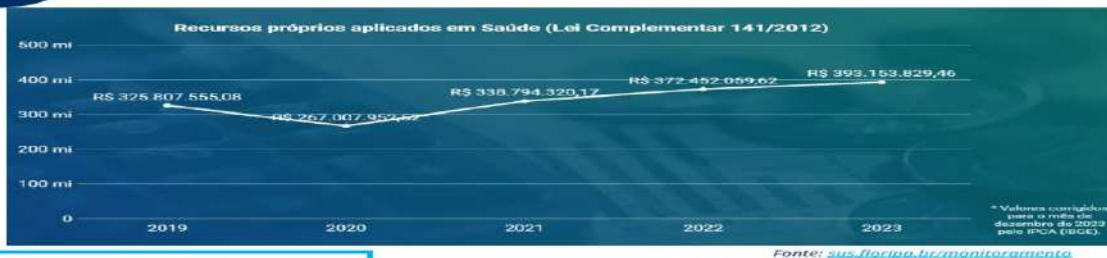 Recursos próprios aplicados em Saúde (Lei Complementar 141/2012)
500 mi
400 mi
300 mi
200 mi
100 mi
0
R$ 325.807.555,08
R$ 267.007.952,52
R$ 338.794.320,17
R$ 372.452.059,62
R$ 393.153.829,46
2019
2020
2021
2022
2023
* Valores corrigidos
para o mês de
dezembro de 2023
pelo IPCA (IBGE).
Fonte: sus.floripa.br/monitoramento